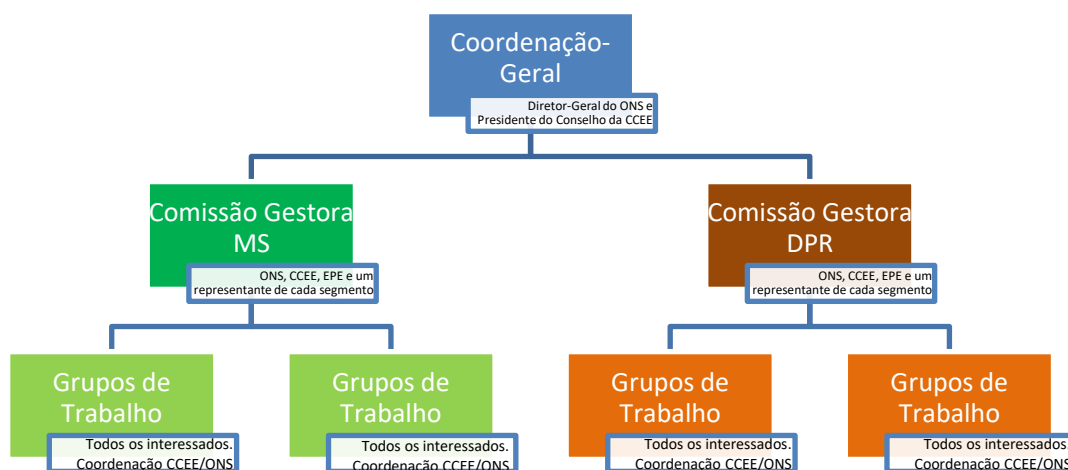 Coordenação-
Geral
Diretor-Geral do ONS e
Presidente do Conselho da CCEE
Comissão Gestora
MS
ONS, CCEE, EPE e um
representante de cada segmento
Comissão Gestora
DPR
ONS, CCEE, EPE e um
representante de cada segmento
Grupos de
Trabalho
Todos os interessados.
Coordenação CCEE/ONS
Grupos de
Trabalho
Todos os interessados.
Coordenação CCEE/ONS
Grupos de
Trabalho
Todos os interessados.
Coordenação CCEE/ONS
Grupos de
Trabalho
Todos os interessados.
Coordenação CCEE/ONS